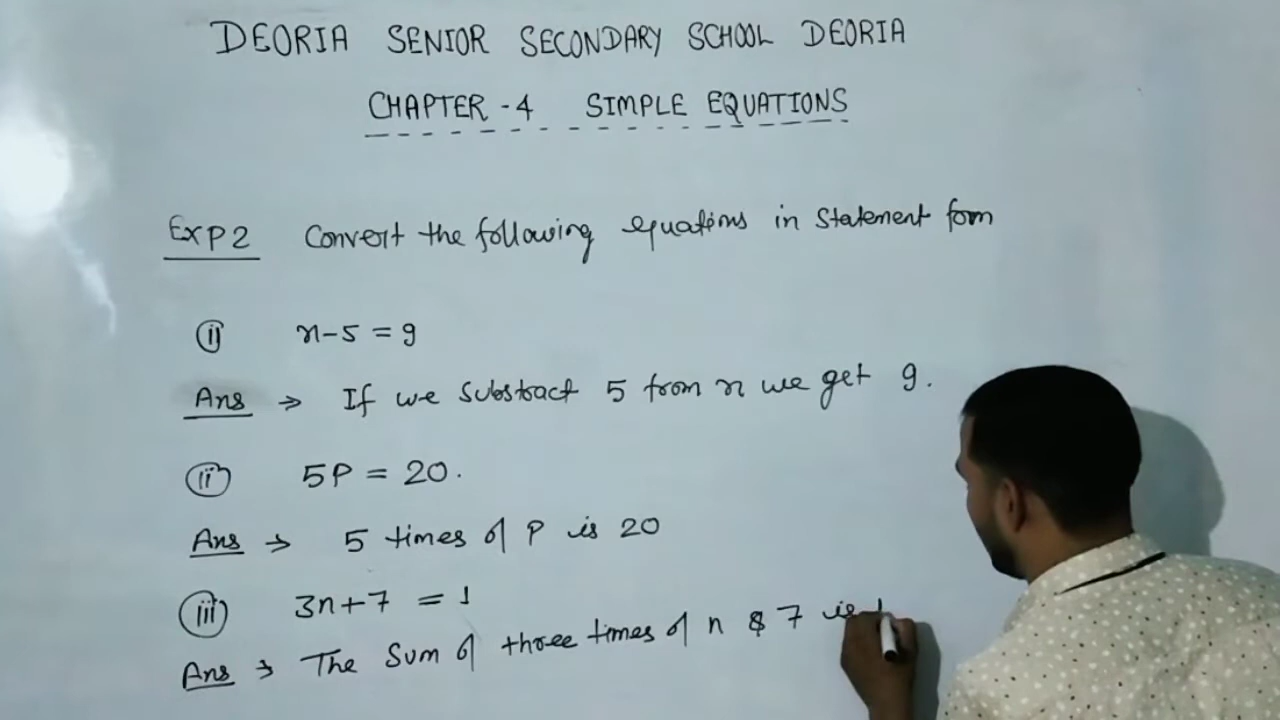 DEORIA SENIOR SECONDARY SCHOOL DEORIA
CHAPTER - 4 SIMPLE EQUATIONS
EXP 2 Convert the following equations in Statement form
(i) x - 5 = 9
Ans ⇒ If we Substract 5 from x we get 9.
(ii) 5P = 20.
Ans → 5 times of P is 20
(iii) 3n + 7 = 1
Ans → The Sum of three times of n & 7 is